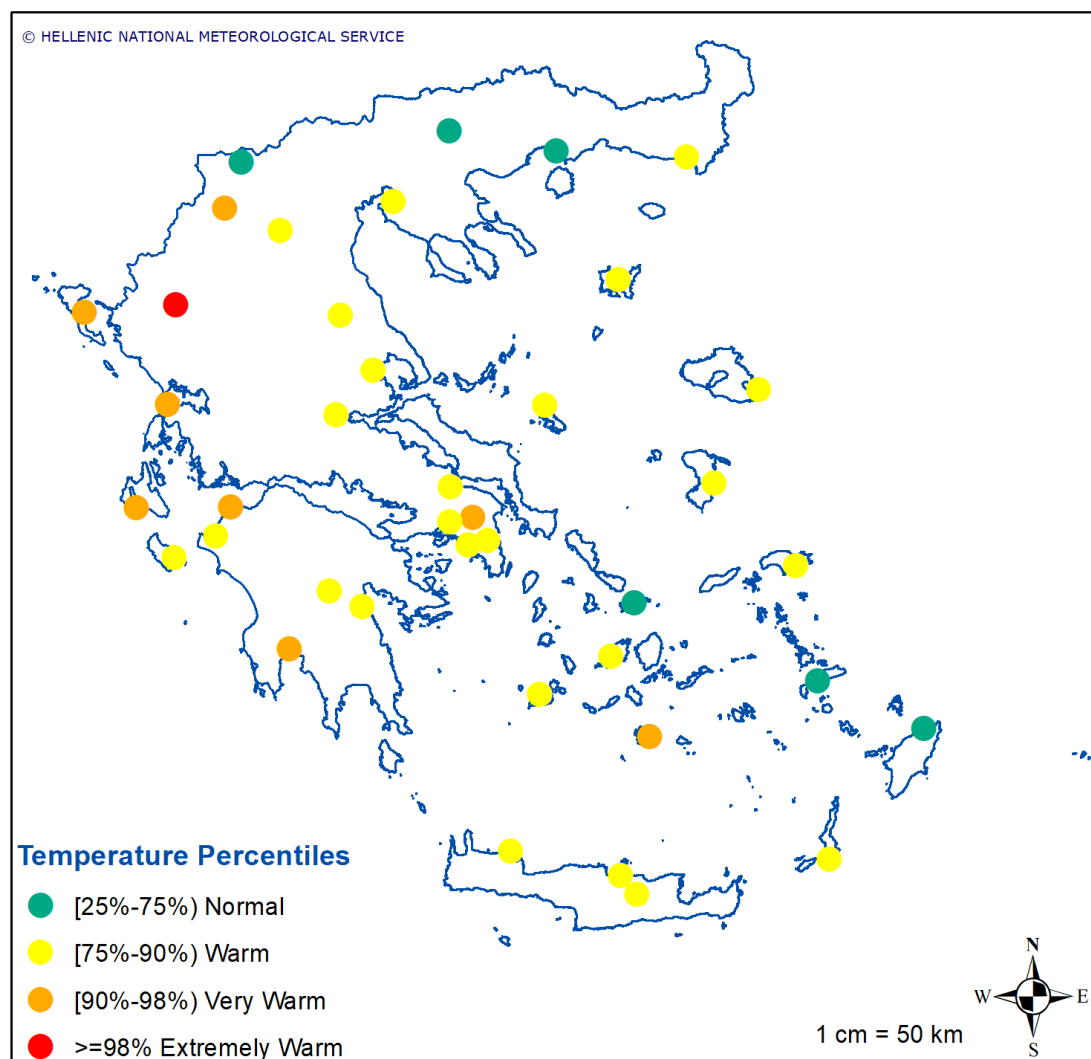 © HELLENIC NATIONAL METEOROLOGICAL SERVICE
Temperature Percentiles
[25%-75%) Normal
[75%-90%) Warm
[90%-98%) Very Warm
>=98% Extremely Warm
N
W E
S
1 cm = 50 km